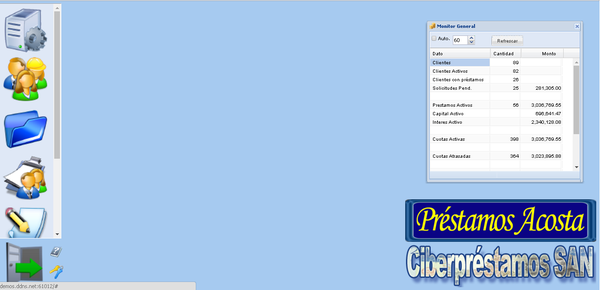 Monitor General
Auto. 60 Refrescar
Dato Cantidad Monto
Clientes 89
Clientes Activos 82
Clientes con préstamos 26
Solicitudes Pend. 25 281,305.00
Prestamos Activos 56 3,036,769.55
Capital Activo 696,641.47
Interes Activo 2,340,128.08
Cuotas Activas 398 3,036,769.55
Cuotas Atrasadas 364 3,023,895.88
Préstamos Acosta
Ciberpréstamos SAN
demos.ddns.net:61012/#